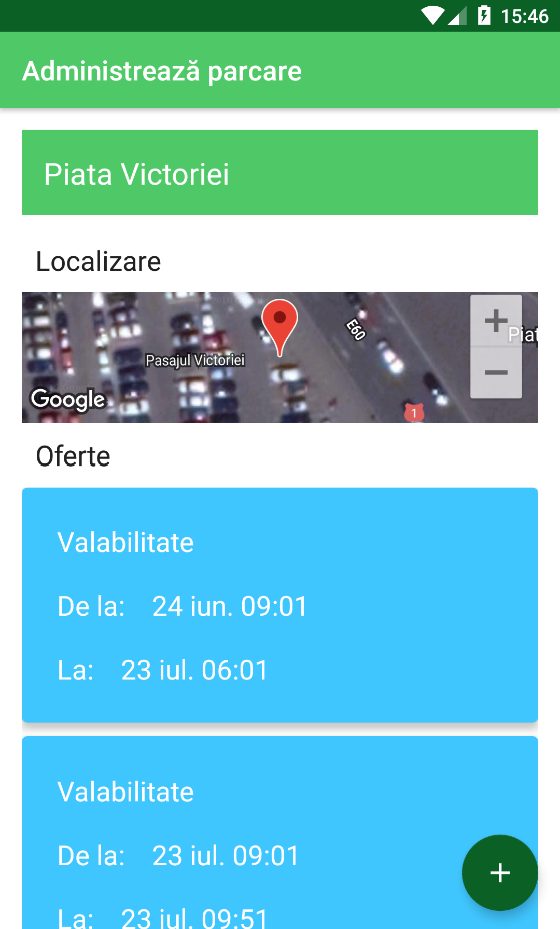 15:46
Administrează parcare
Piata Victoriei
Localizare
E60
Pasajul Victoriei
Google
1
Oferte
Valabilitate
De la: 24 iun. 09:01
La: 23 iul. 06:01
Valabilitate
De la: 23 iul. 09:01
La: 23 iul. 09:51